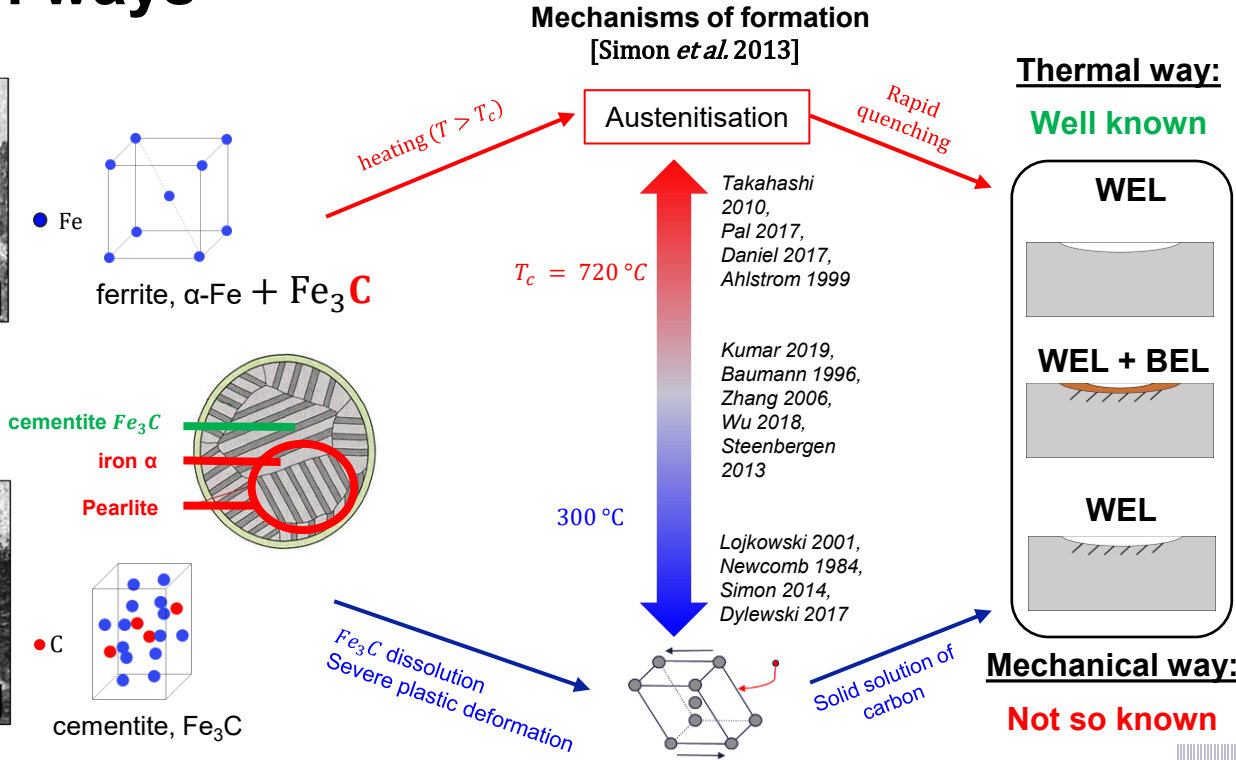 Mechanisms of formation
[Simon et al. 2013]
heating (T > T_c)
Austenitisation
Rapid
quenching
Thermal way:
Well known
WEL
WEL + BEL
WEL
Mechanical way:
Not so known
Fe
ferrite, α-Fe + Fe₃C
T_c = 720 °C
Takahashi
2010,
Pal 2017,
Daniel 2017,
Ahlstrom 1999
Kumar 2019,
Baumann 1996,
Zhang 2006,
Wu 2018,
Steenbergen
2013
300 °C
Lojkowski 2001,
Newcomb 1984,
Simon 2014,
Dylewski 2017
cementite Fe₃C
iron α
Pearlite
C
cementite, Fe₃C
Fe₃C dissolution
Severe plastic deformation
Solid solution of
carbon